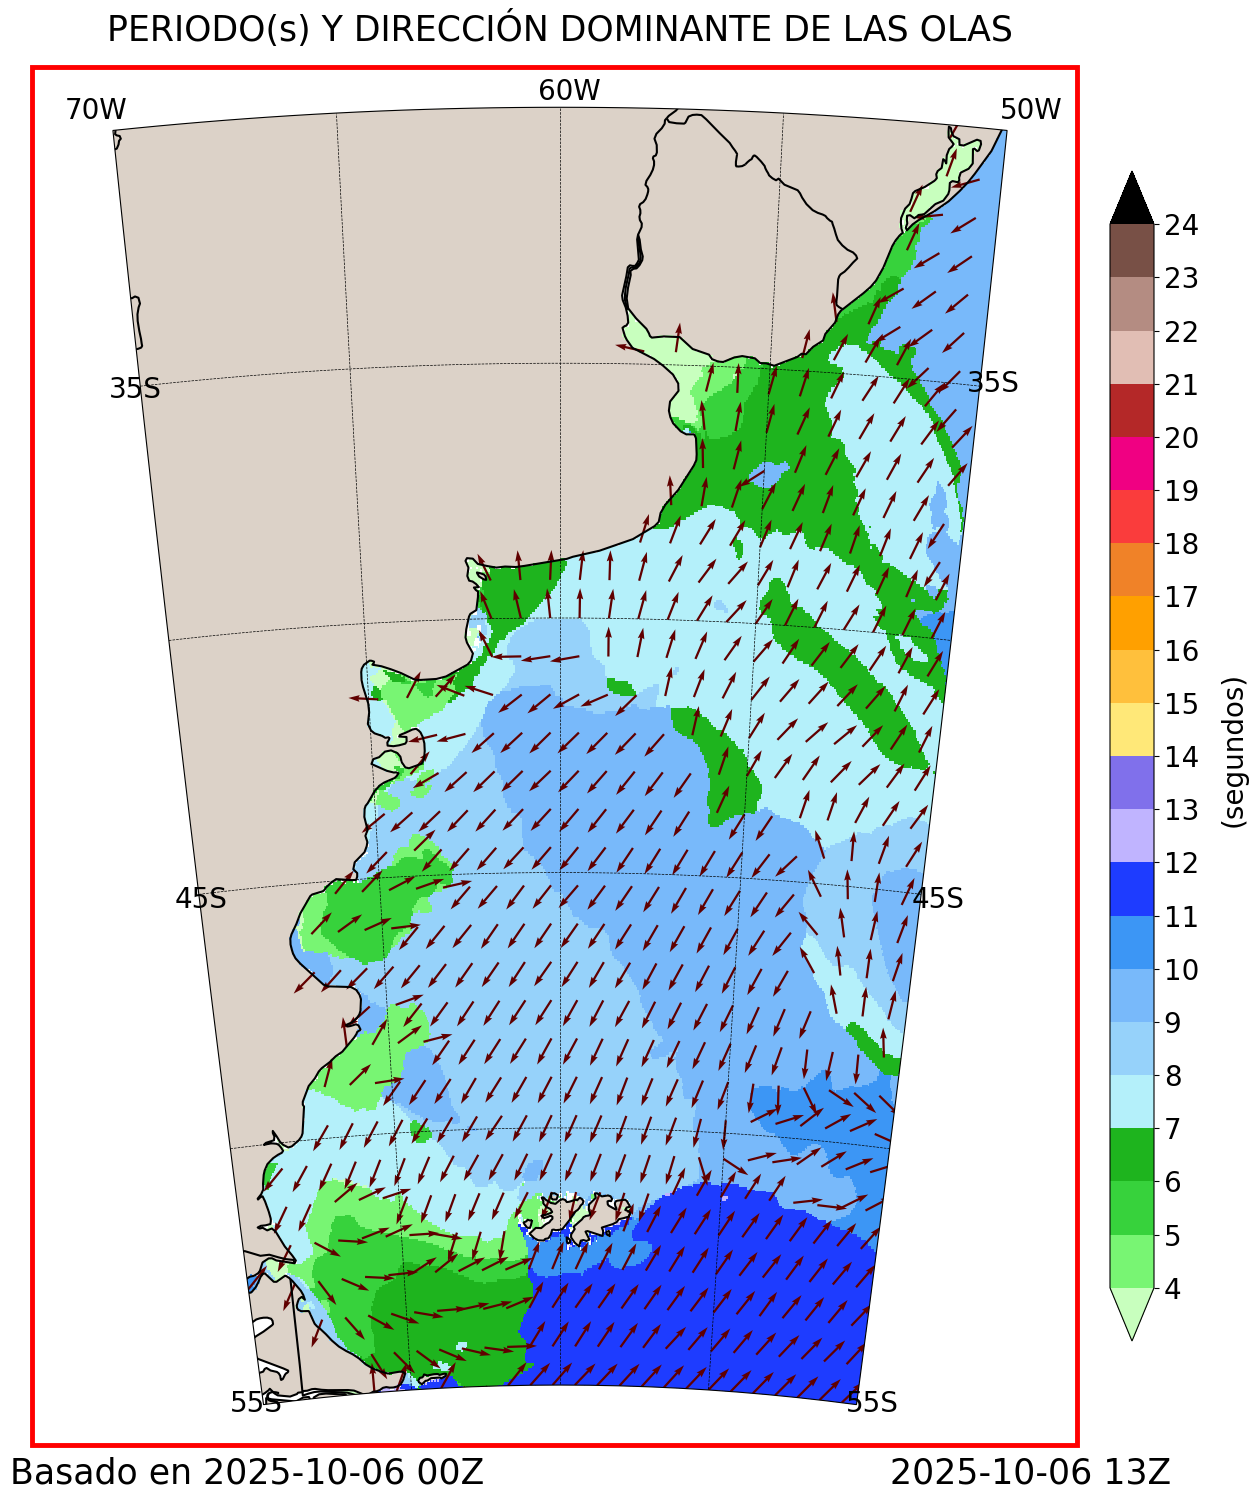 PERIODO(s) Y DIRECCIÓN DOMINANTE DE LAS OLAS
70W
60W
50W
35S
35S
45S
45S
55S
55S
24
23
22
21
20
19
18
17
16
15
14
13
12
11
10
9
8
7
6
5
4
(segundos)
Basado en 2025-10-06 00Z
2025-10-06 13Z